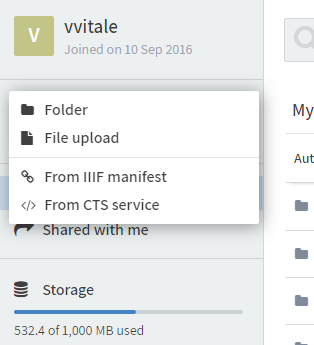 V
vvitale
Joined on 10 Sep 2016
Folder
File upload
From IIIF manifest
From CTS service
Shared with me
Storage
532.4 of 1,000 MB used
My
Aut